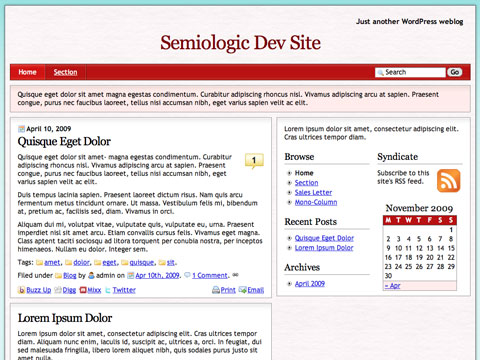 Just another WordPress weblog
Semiologic Dev Site
Home
Section
Search
Go
Quisque eget dolor sit amet magna egestas condimentum. Curabitur adipiscing rhoncus nisl. Vivamus adipiscing arcu at sapien. Praesent
congue, purus nec faucibus laoreet, tellus nisi accumsan nibh, eget varius sapien velit ac elit.
April 10, 2009
Quisque Eget Dolor
1
Quisque eget dolor sit amet- magna egestas condimentum. Curabitur
adipiscing rhoncus nisl. Vivamus adipiscing arcu at sapien. Praesent
congue, purus nec faucibus laoreet, tellus nisi accumsan nibh, eget
varius sapien velit ac elit.
Duis tempus lacinia sapien. Praesent laoreet dictum risus. Nam quis arcu
fermentum metus tincidunt ornare. Ut massa. Vestibulum felis mi, bibendum
at, pretium ac, facilisis sed, diam. Vivamus in orci.
Aliquam dui mi, volutpat vitae, vulputate quis, vulputate eu, urna. Praesent
imperdiet nisi sit amet arcu. Etiam convallis cursus felis. Vivamus eget magna.
Class aptent taciti sociosqu ad litora torquent per conubia nostra, per inceptos
himenaeos. Nullam eu dolor. Integer sem.
Tags: amet, dolor, eget, quisque, sit.
Filed under Blog by admin on Apr 10th, 2009. 1 Comment.
Buzz Up Digg Mixx Twitter Print Email
Lorem Ipsum Dolor
Lorem ipsum dolor sit amet, consectetur adipiscing elit. Curabitur sit amet
diam. Aliquam nunc enim, iaculis id, suscipit ac, ultrices a, orci. In feugiat, dui
sed malesuada fringilla, libero lorem aliquet nibh, quis sodales purus justo sit
amet nulla.
Lorem ipsum dolor sit amet, consectetur adipiscing elit.
Cras ultrices tempor diam.
Browse
Home
Section
Sales Letter
Mono-Column
Recent Posts
Quisque Eget Dolor
Lorem Ipsum Dolor
Archives
April 2009
Syndicate
Subscribe to this
site's RSS feed.
November 2009
M T W T F S S
1
2 3 4 5 6 7 8
9 10 11 12 13 14 15
16 17 18 19 20 21 22
23 24 25 26 27 28 29
30
« Apr